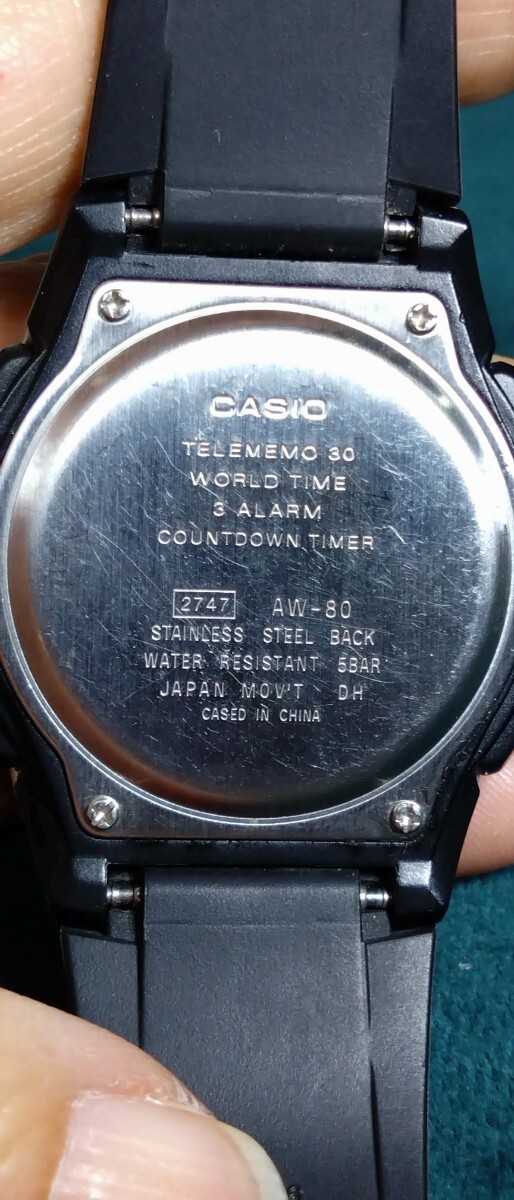 CASIO
TELEMEMO 30
WORLD TIME
3 ALARM
COUNTDOWN TIMER
2747 AW-80
STAINLESS STEEL BACK
WATER RESISTANT 5BAR
JAPAN MOV'T DH
CASED IN CHINA